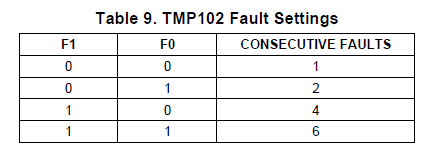 Table 9. TMP102 Fault Settings
F1 F0 CONSECUTIVE FAULTS
0 0 1
0 1 2
1 0 4
1 1 6